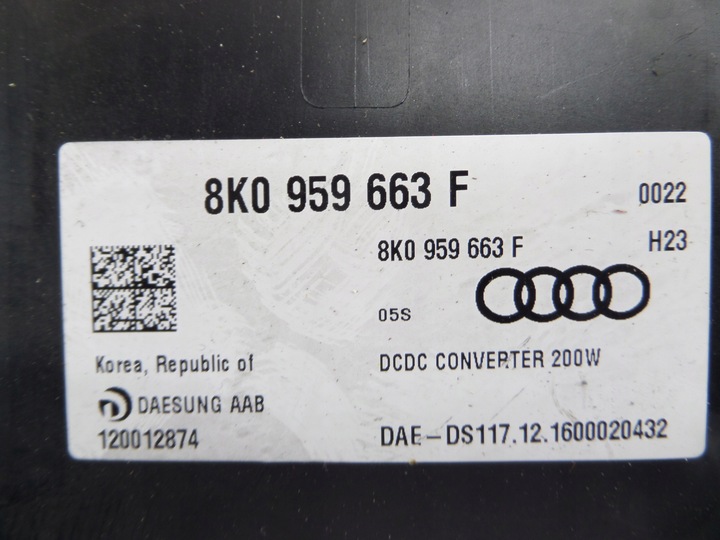 8K0 959 663 F
0022
8K0 959 663 F
H23
05S
Korea, Republic of
DCDC CONVERTER 200W
DAESUNG AAB
120012874
DAE-DS117.12.1600020432